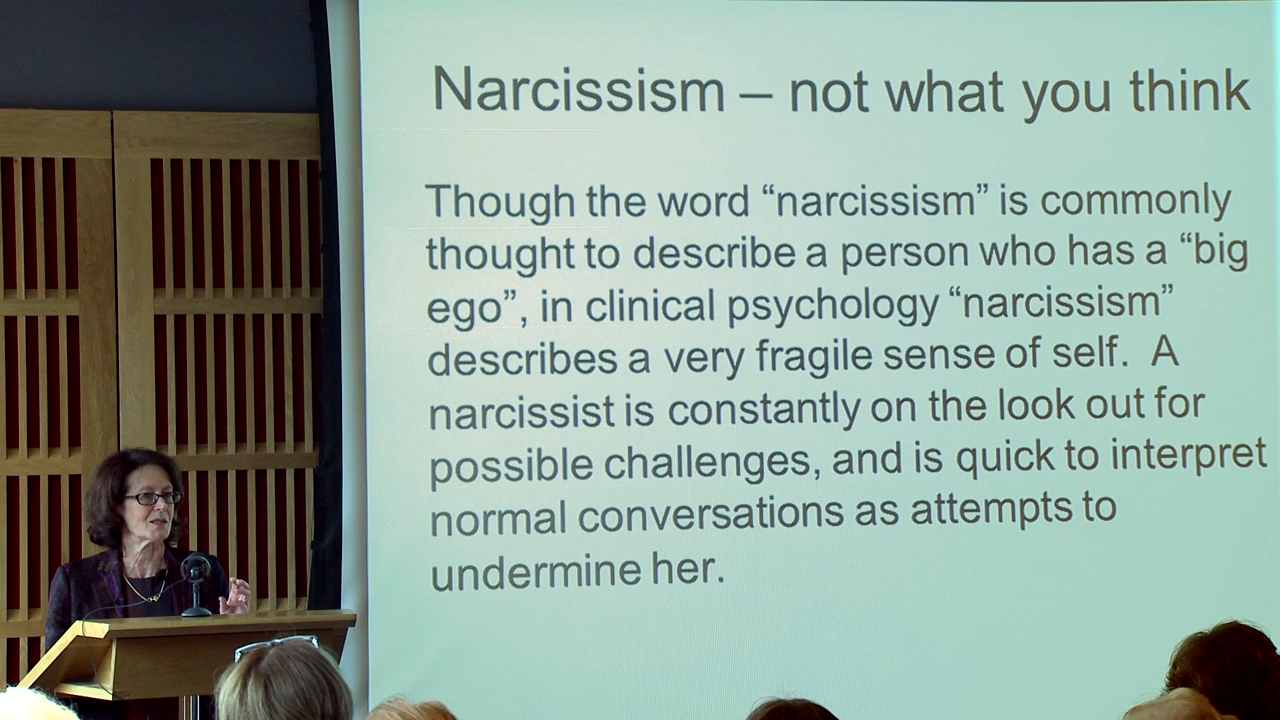 Narcissism – not what you think
Though the word “narcissism” is commonly
thought to describe a person who has a “big
ego”, in clinical psychology “narcissism”
describes a very fragile sense of self.  A
narcissist is constantly on the look out for
possible challenges, and is quick to interpret
normal conversations as attempts to
undermine her.